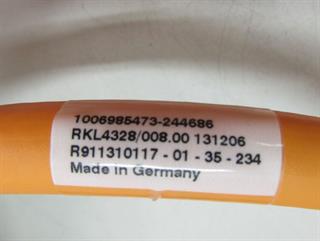 1006985473-244686
RKL4328/008.00 131206
R911310117 - 01 - 35 - 234
Made in Germany